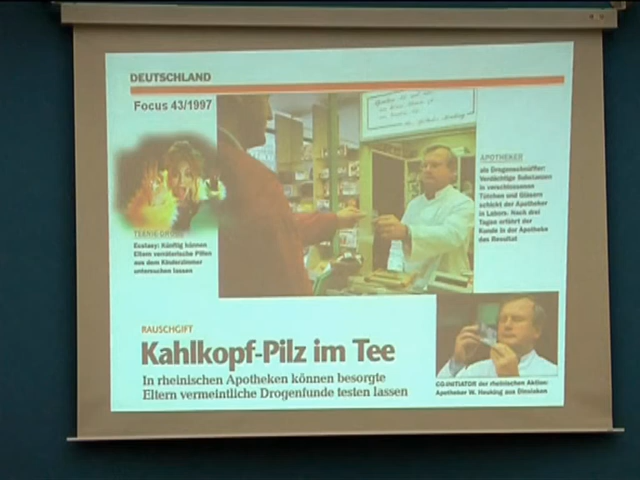 DEUTSCHLAND
Focus 43/1997
TEENIE-DROGE
Ecstasy: Künftig können
Eltern verräterische Pillen
aus dem Kinderzimmer
untersuchen lassen
APOTHEKER
als Drogenschnüffler:
Verdächtige Substanzen
in verschlossenen
Tütchen und Gläsern
schickt der Apotheker
in Labors. Nach drei
Tagen erfährt der
Kunde in der Apotheke
das Resultat
RAUSCHGIFT
Kahlkopf-Pilz im Tee
In rheinischen Apotheken können besorgte
Eltern vermeintliche Drogenfunde testen lassen
CO-INITIATOR der rheinischen Aktion:
Apotheker W. Heuking aus Dinslaken